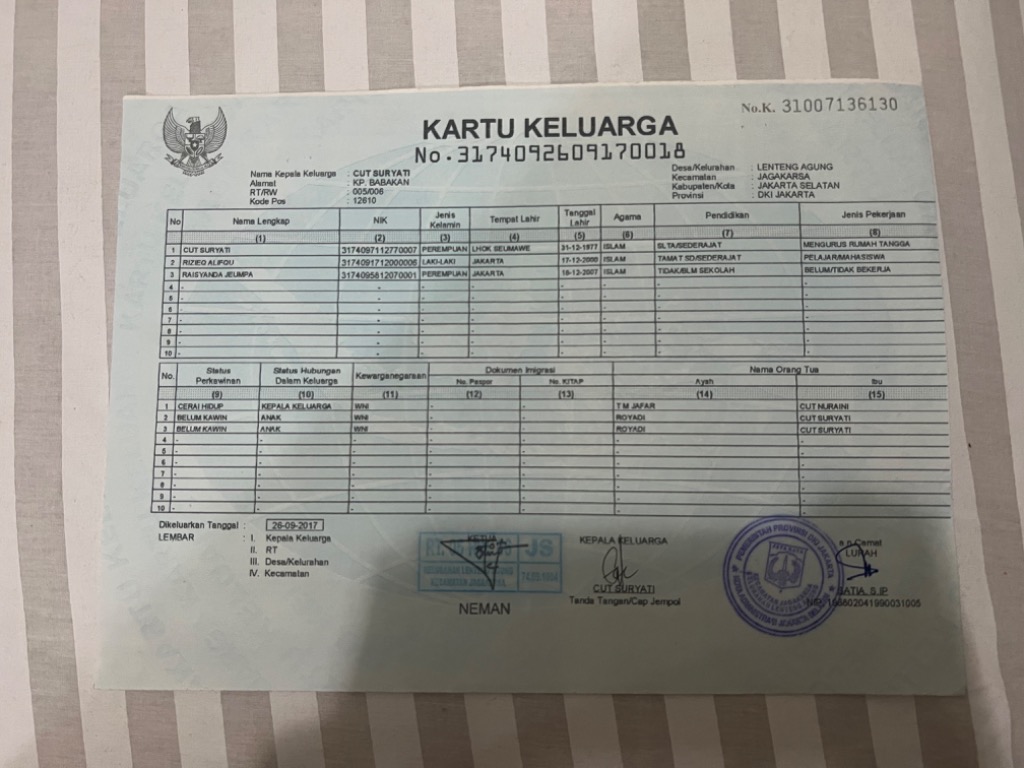 No.K. 31007136130
KARTU KELUARGA
No.3174092609170018
Nama Kepala Keluarga : CUT SURYATI
Alamat : KP. BABAKAN
RT/RW : 005/006
Kode Pos : 12610
Desa/Kelurahan : LENTENG AGUNG
Kecamatan : JAGAKARSA
Kabupaten/Kota : JAKARTA SELATAN
Provinsi : DKI JAKARTA
No Nama Lengkap NIK Jenis Kelamin Tempat Lahir Tanggal Lahir Agama Pendidikan Jenis Pekerjaan
(1) (2) (3) (4) (5) (6) (7) (8)
1 CUT SURYATI 3174097112770007 PEREMPUAN LHOK SEUMAWE 31-12-1977 ISLAM SLTA/SEDERAJAT MENGURUS RUMAH TANGGA
2 RIZIEQ ALIFQU 3174091712000006 LAKI-LAKI JAKARTA 17-12-2000 ISLAM TAMAT SD/SEDERAJAT PELAJAR/MAHASISWA
3 RAISYANDA JEUMPA 3174095812070001 PEREMPUAN JAKARTA 18-12-2007 ISLAM TIDAK/BLM SEKOLAH BELUM/TIDAK BEKERJA
4 - - - - - - - -
5 - - - - - - - -
6 - - - - - - - -
7 - - - - - - - -
8 - - - - - - - -
9 - - - - - - - -
10 - - - - - - - -
No. Status Perkawinan Status Hubungan Dalam Keluarga Kewarganegaraan Dokumen Imigrasi Nama Orang Tua
No. Paspor No. KITAP Ayah Ibu
(9) (10) (11) (12) (13) (14) (15)
1 CERAI HIDUP KEPALA KELUARGA WNI - - T M JAFAR CUT NURAINI
2 BELUM KAWIN ANAK WNI - - ROYADI CUT SURYATI
3 BELUM KAWIN ANAK WNI - - ROYADI CUT SURYATI
4 - - - - - - -
5 - - - - - - -
6 - - - - - - -
7 - - - - - - -
8 - - - - - - -
9 - - - - - - -
10 - - - - - - -
Dikeluarkan Tanggal : 26-09-2017
LEMBAR : I. Kepala Keluarga
II. RT
III. Desa/Kelurahan
IV. Kecamatan
KETUA
JS
NEMAN
KEPALA KELUARGA
CUT SURYATI
Tanda Tangan/Cap Jempol
a.n Camat
LURAH
PEMERINTAH PROVINSI DKI JAKARTA
S.IP